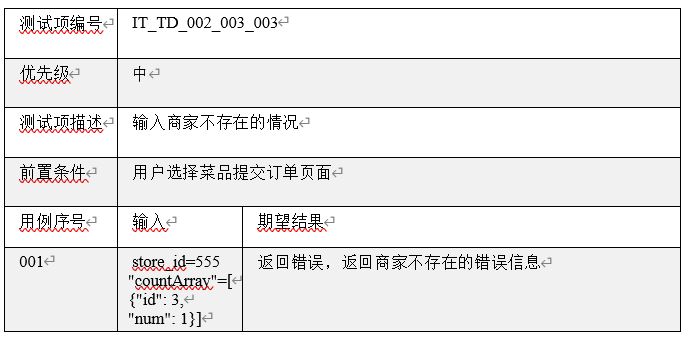 测试项编号 IT_TD_002_003_003
优先级 中
测试项描述 输入商家不存在的情况
前置条件 用户选择菜品提交订单页面
用例序号 输入 期望结果
001 store_id=555 返回错误，返回商家不存在的错误信息
"countArray"=[
{"id": 3,
"num": 1}]